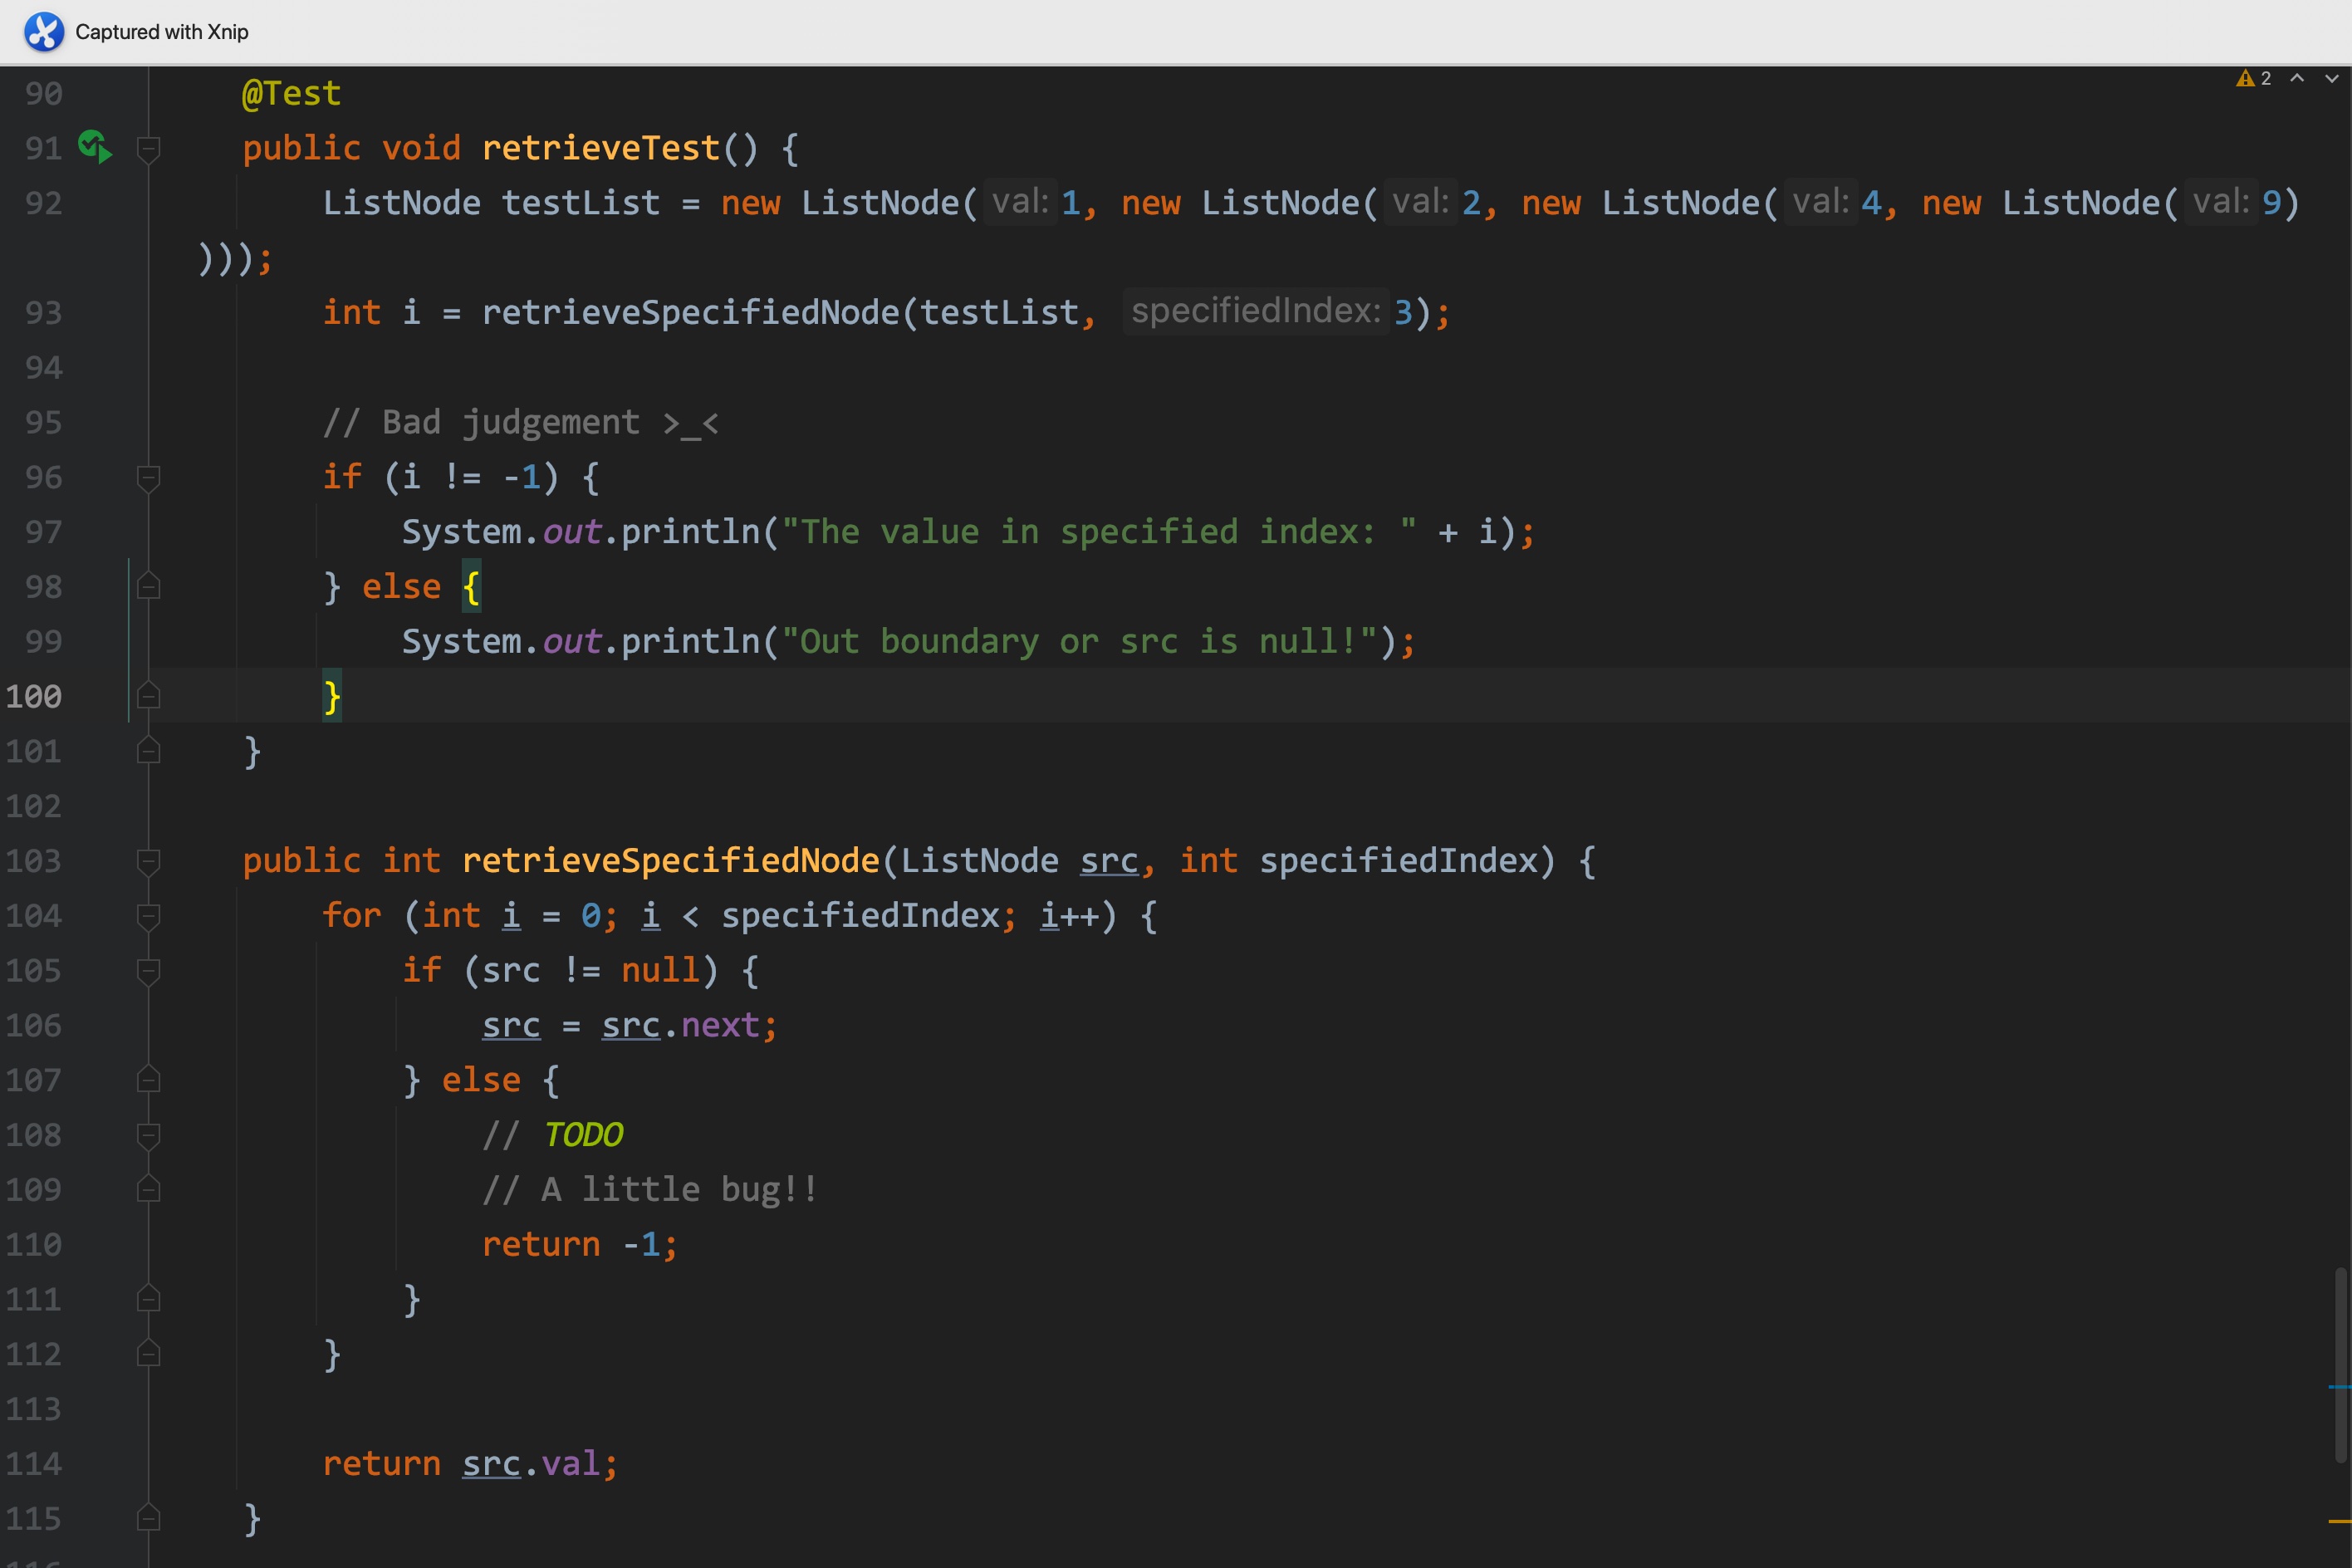 Captured with Xnip
2
90 @Test
91 public void retrieveTest() {
92 ListNode testList = new ListNode( val: 1, new ListNode( val: 2, new ListNode( val: 4, new ListNode( val: 9)
)));
93 int i = retrieveSpecifiedNode(testList, specifiedIndex: 3);
94
95 // Bad judgement >_<
96 if (i != -1) {
97 System.out.println("The value in specified index: " + i);
98 } else {
99 System.out.println("Out boundary or src is null!");
100 }
101 }
102
103 public int retrieveSpecifiedNode(ListNode src, int specifiedIndex) {
104 for (int i = 0; i < specifiedIndex; i++) {
105 if (src != null) {
106 src = src.next;
107 } else {
108 // TODO
109 // A little bug!!
110 return -1;
111 }
112 }
113
114 return src.val;
115 }